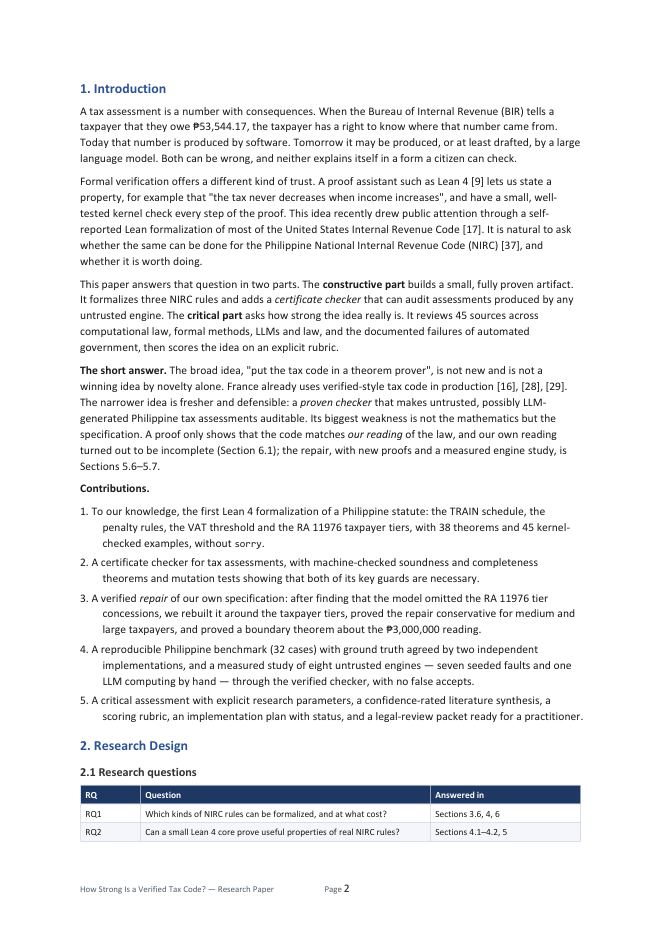 1. Introduction
A tax assessment is a number with consequences. When the Bureau of Internal Revenue (BIR) tells a
taxpayer that they owe ₱53,544.17, the taxpayer has a right to know where that number came from.
Today that number is produced by software. Tomorrow it may be produced, or at least drafted, by a large
language model. Both can be wrong, and neither explains itself in a form a citizen can check.
Formal verification offers a different kind of trust. A proof assistant such as Lean 4 [9] lets us state a
property, for example that "the tax never decreases when income increases", and have a small, well-
tested kernel check every step of the proof. This idea recently drew public attention through a self-
reported Lean formalization of most of the United States Internal Revenue Code [17]. It is natural to ask
whether the same can be done for the Philippine National Internal Revenue Code (NIRC) [37], and
whether it is worth doing.
This paper answers that question in two parts. The constructive part builds a small, fully proven artifact.
It formalizes three NIRC rules and adds a certificate checker that can audit assessments produced by any
untrusted engine. The critical part asks how strong the idea really is. It reviews 45 sources across
computational law, formal methods, LLMs and law, and the documented failures of automated
government, then scores the idea on an explicit rubric.
The short answer. The broad idea, "put the tax code in a theorem prover", is not new and is not a
winning idea by novelty alone. France already uses verified-style tax code in production [16], [28], [29].
The narrower idea is fresher and defensible: a proven checker that makes untrusted, possibly LLM-
generated Philippine tax assessments auditable. Its biggest weakness is not the mathematics but the
specification. A proof only shows that the code matches our reading of the law, and our own reading
turned out to be incomplete (Section 6.1); the repair, with new proofs and a measured engine study, is
Sections 5.6–5.7.
Contributions.
1. To our knowledge, the first Lean 4 formalization of a Philippine statute: the TRAIN schedule, the
penalty rules, the VAT threshold and the RA 11976 taxpayer tiers, with 38 theorems and 45 kernel-
checked examples, without sorry.
2. A certificate checker for tax assessments, with machine-checked soundness and completeness
theorems and mutation tests showing that both of its key guards are necessary.
3. A verified repair of our own specification: after finding that the model omitted the RA 11976 tier
concessions, we rebuilt it around the taxpayer tiers, proved the repair conservative for medium and
large taxpayers, and proved a boundary theorem about the ₱3,000,000 reading.
4. A reproducible Philippine benchmark (32 cases) with ground truth agreed by two independent
implementations, and a measured study of eight untrusted engines — seven seeded faults and one
LLM computing by hand — through the verified checker, with no false accepts.
5. A critical assessment with explicit research parameters, a confidence-rated literature synthesis, a
scoring rubric, an implementation plan with status, and a legal-review packet ready for a practitioner.
2. Research Design
2.1 Research questions
RQ Question Answered in
RQ1 Which kinds of NIRC rules can be formalized, and at what cost? Sections 3.6, 4, 6
RQ2 Can a small Lean 4 core prove useful properties of real NIRC rules? Sections 4.1–4.2, 5
How Strong Is a Verified Tax Code? — Research Paper Page 2